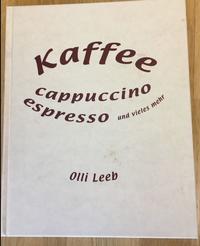 Kaffee
cappuccino
espresso und vieles mehr
Olli Leeb